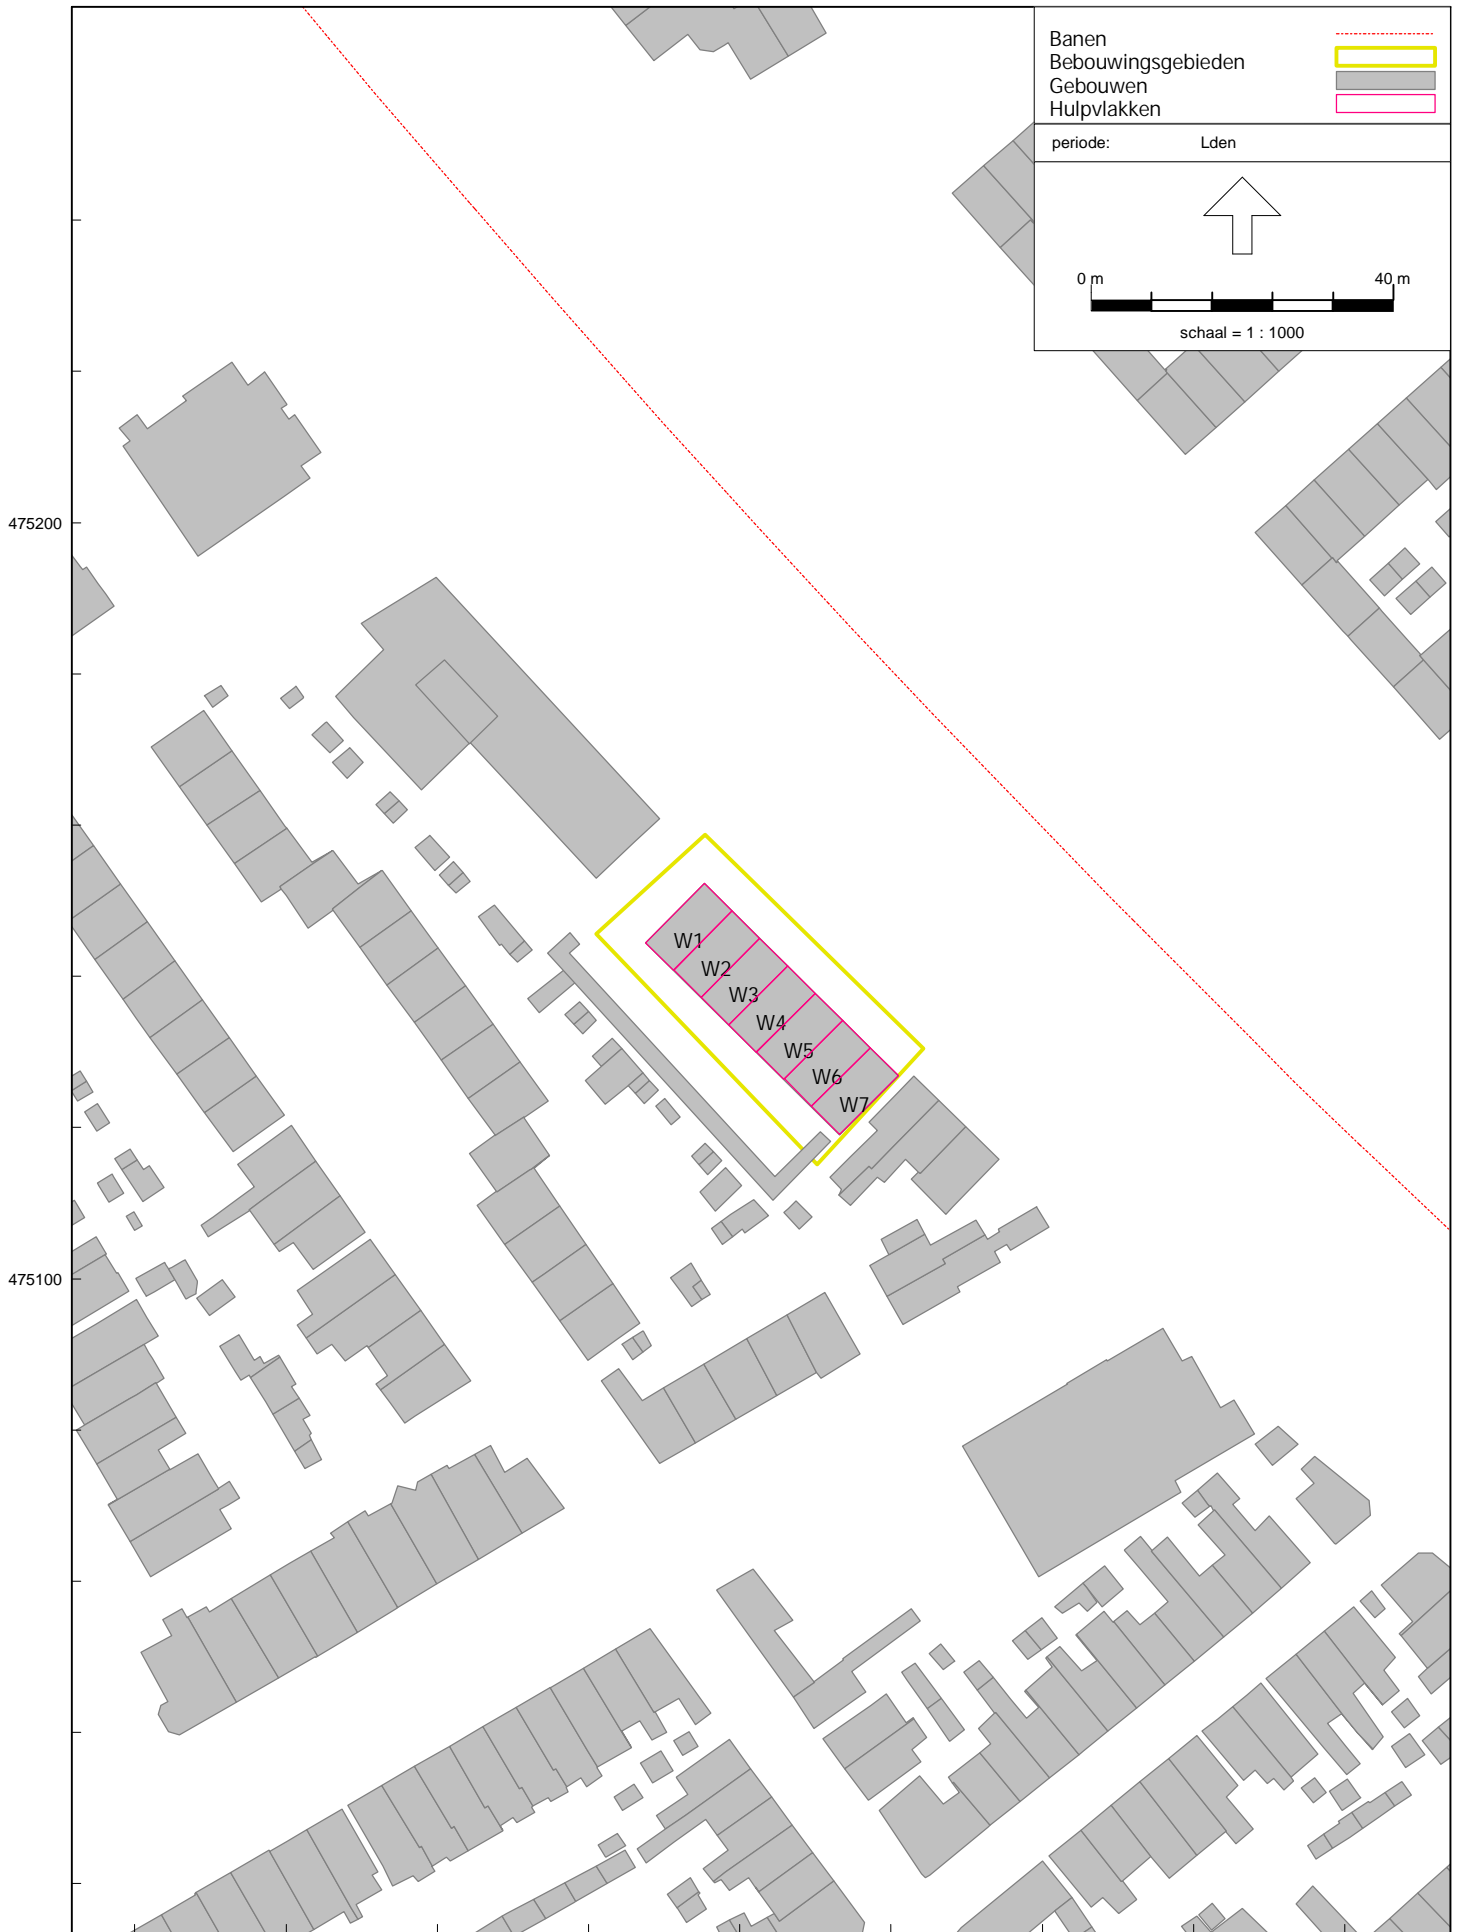 Banen
Bebouwingsgebieden
Gebouwen
Hulpvlakken
periode: Lden
0 m 40 m
schaal = 1 : 1000
475200
W1
W2
W3
W4
W5
W6
W7
475100